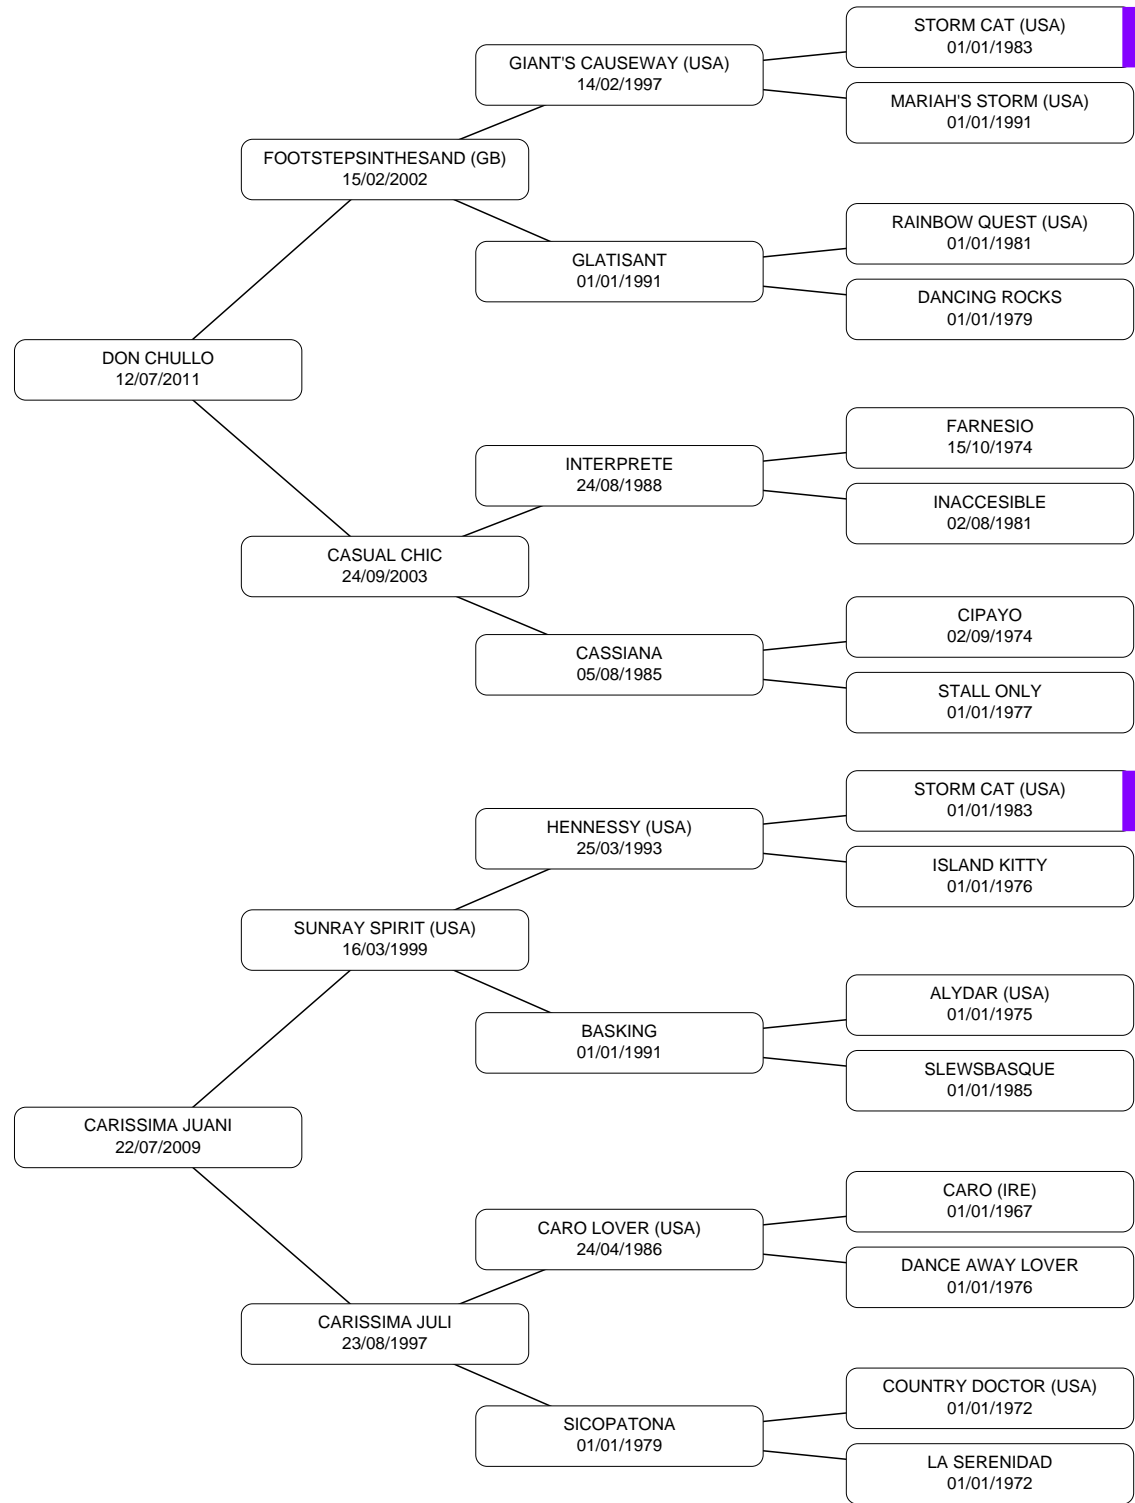 STORM CAT (USA)
01/01/1983
GIANT'S CAUSEWAY (USA)
14/02/1997
MARIAH'S STORM (USA)
01/01/1991
FOOTSTEPSINTHESAND (GB)
15/02/2002
RAINBOW QUEST (USA)
01/01/1981
GLATISANT
01/01/1991
DANCING ROCKS
01/01/1979
DON CHULLO
12/07/2011
FARNESIO
15/10/1974
INTERPRETE
24/08/1988
INACCESIBLE
02/08/1981
CASUAL CHIC
24/09/2003
CIPAYO
02/09/1974
CASSIANA
05/08/1985
STALL ONLY
01/01/1977
STORM CAT (USA)
01/01/1983
HENNESSY (USA)
25/03/1993
ISLAND KITTY
01/01/1976
SUNRAY SPIRIT (USA)
16/03/1999
ALYDAR (USA)
01/01/1975
BASKING
01/01/1991
SLEWSBASQUE
01/01/1985
CARISSIMA JUANI
22/07/2009
CARO (IRE)
01/01/1967
CARO LOVER (USA)
24/04/1986
DANCE AWAY LOVER
01/01/1976
CARISSIMA JULI
23/08/1997
COUNTRY DOCTOR (USA)
01/01/1972
SICOPATONA
01/01/1979
LA SERENIDAD
01/01/1972